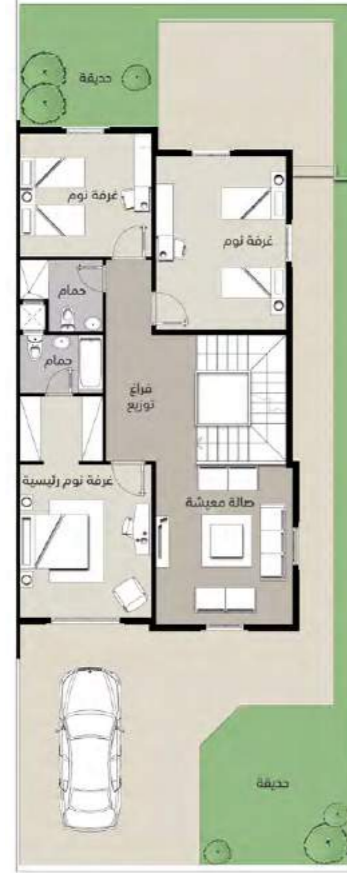 حديقة
غرفة نوم
غرفة نوم
حمام
حمام
فراغ
توزيع
غرفة نوم رئيسية
صالة معيشة
حديقة